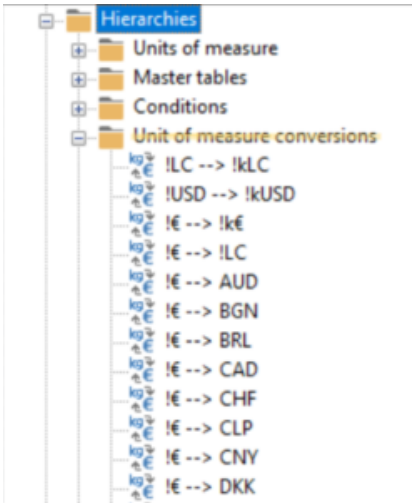 Hierarchies
Units of measure
Master tables
Conditions
Unit of measure conversions
!LC --> !kLC
!USD --> !kUSD
!€ --> !k€
!€ --> !LC
!€ --> AUD
!€ --> BGN
!€ --> BRL
!€ --> CAD
!€ --> CHF
!€ --> CLP
!€ --> CNY
!€ --> DKK